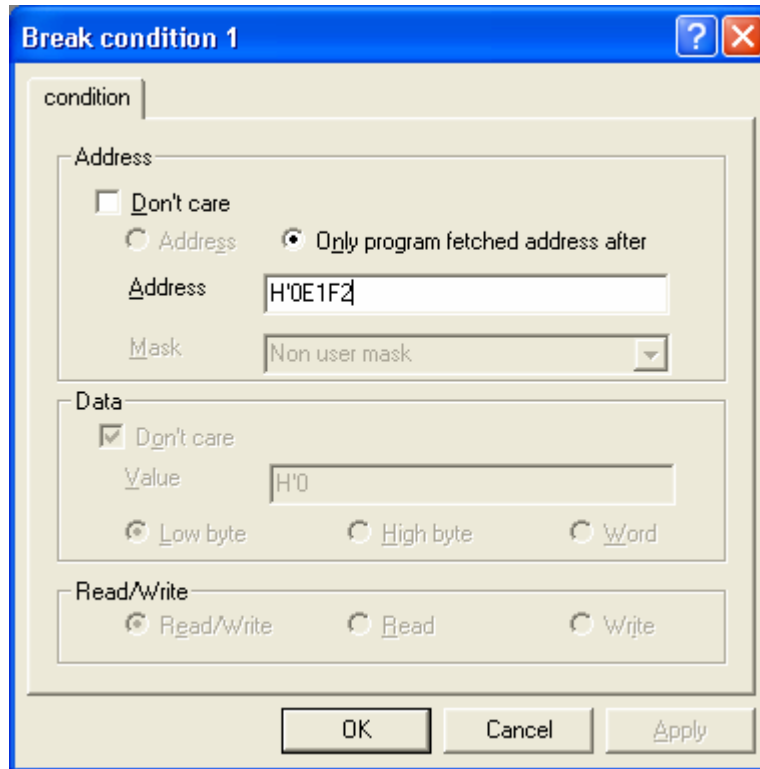 Break condition 1
condition
Address
Don't care
Address Only program fetched address after
Address H'0E1F2
Mask Non user mask
Data
Don't care
Value H'0
Low byte High byte Word
Read/Write
Read/Write Read Write
OK Cancel Apply